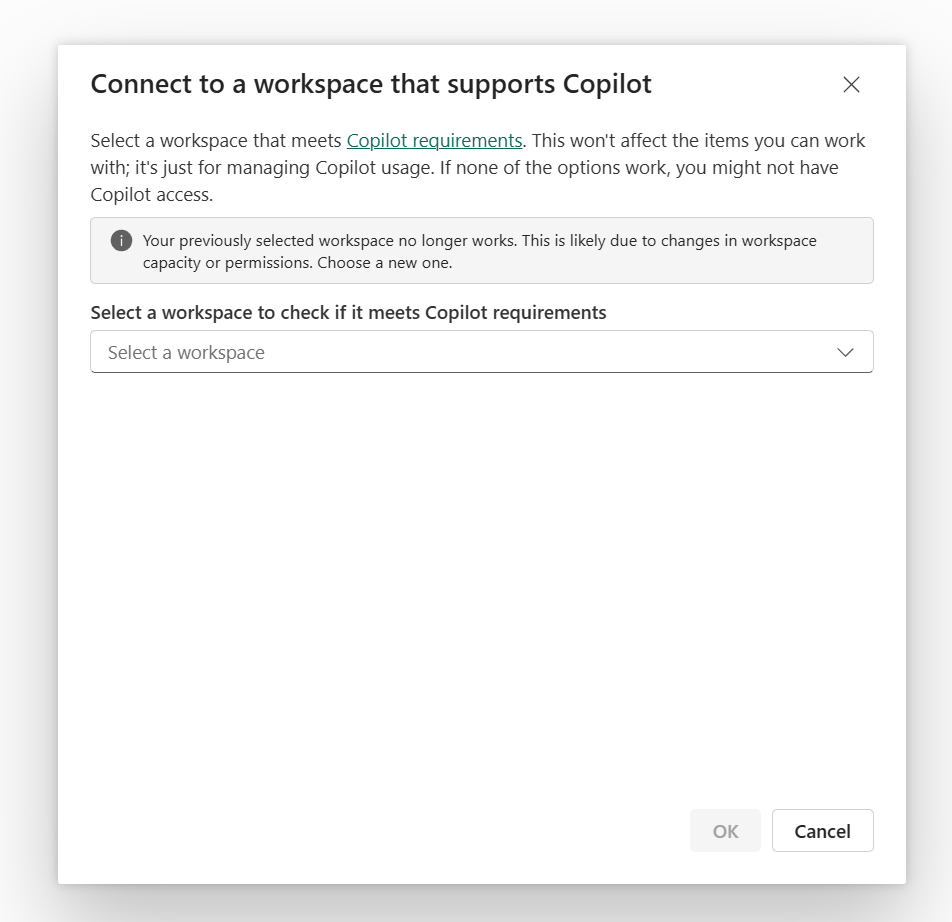 Connect to a workspace that supports Copilot
Select a workspace that meets Copilot requirements. This won't affect the items you can work
with; it's just for managing Copilot usage. If none of the options work, you might not have
Copilot access.
Your previously selected workspace no longer works. This is likely due to changes in workspace
capacity or permissions. Choose a new one.
Select a workspace to check if it meets Copilot requirements
Select a workspace
OK Cancel